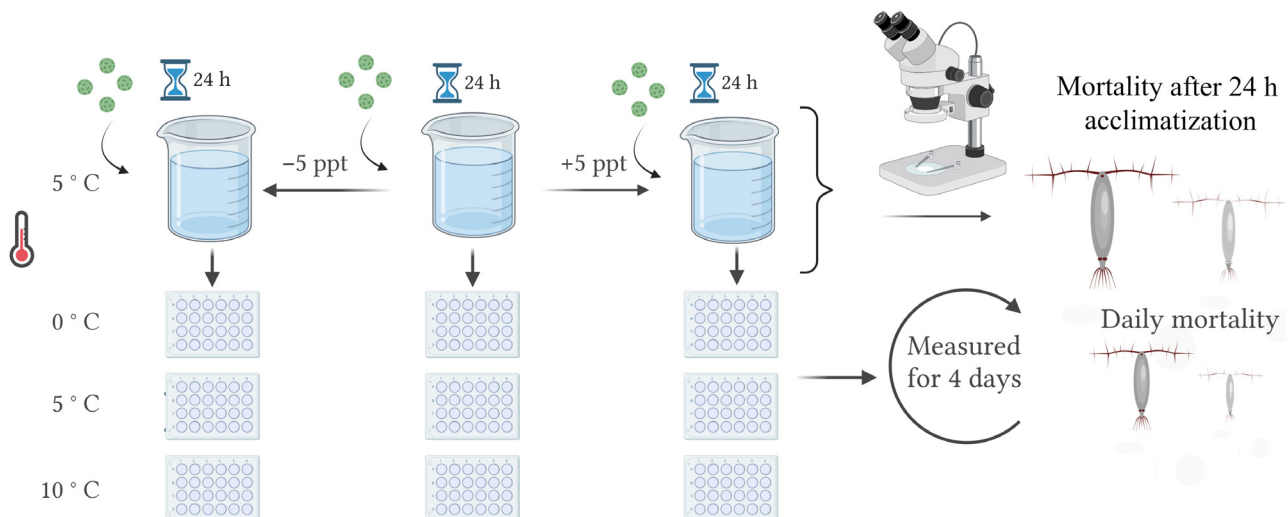 24 h
24 h
24 h
Mortality after 24 h
acclimatization
−5 ppt
+5 ppt
5 ° C
0 ° C
Measured
for 4 days
Daily mortality
5 ° C
10 ° C